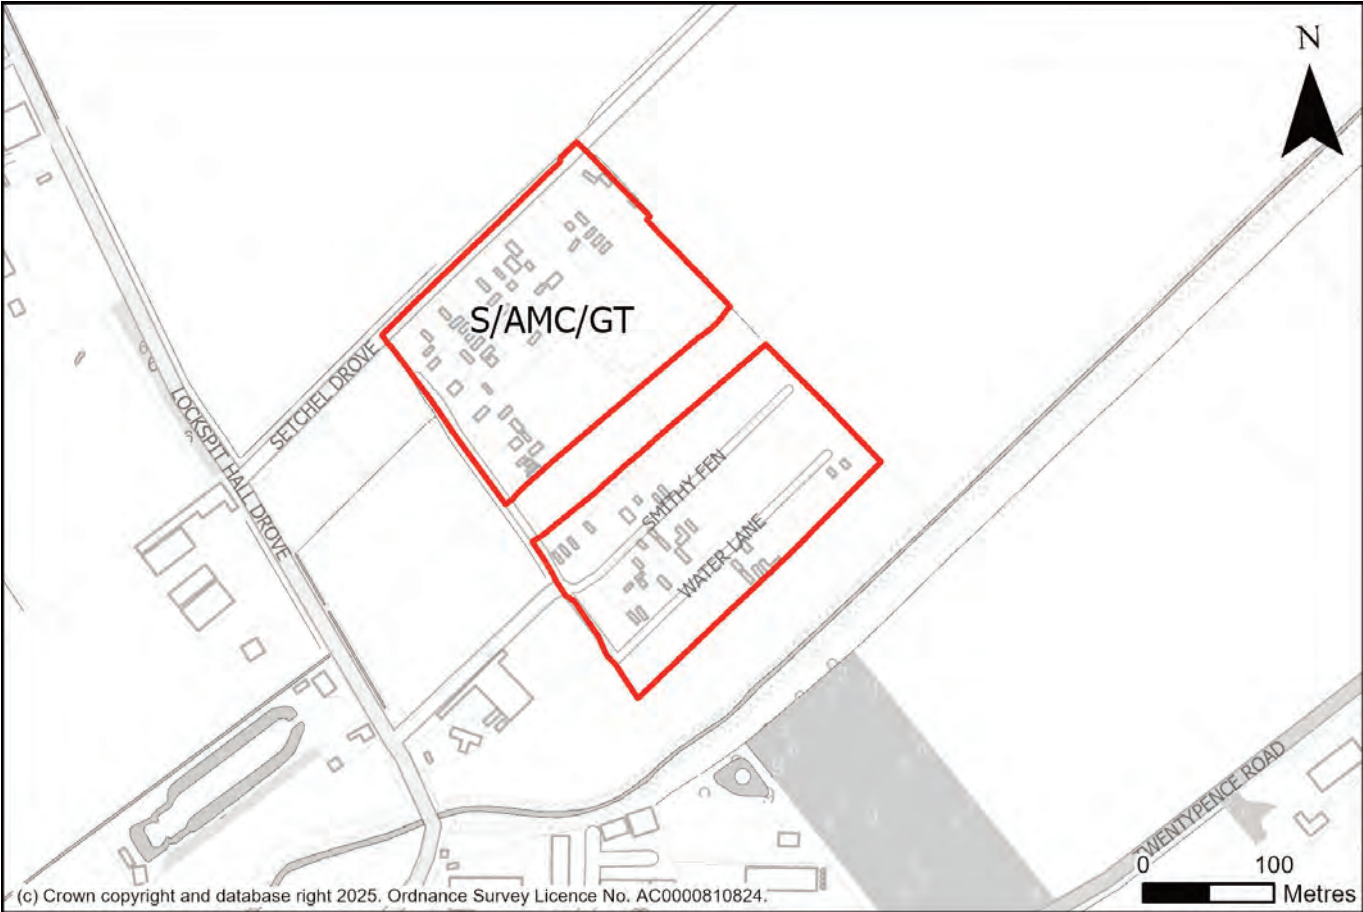 N
S/AMC/GT
SETCHEL DROVE
LOCKSPIT HALL DROVE
SMITHY FEN
WATER LANE
TWENTYPENCE ROAD
0 100
Metres
(c) Crown copyright and database right 2025. Ordnance Survey Licence No. AC0000810824.